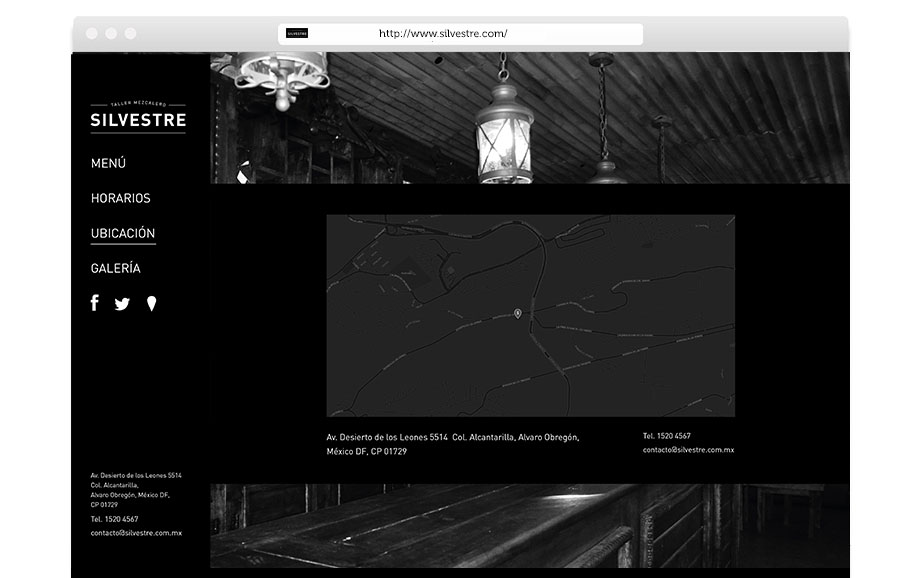 SILVESTRE
http://www.silvestre.com/
TALLER MEZCALERO
SILVESTRE
MENÚ
HORARIOS
UBICACIÓN
GALERÍA
Av. Desierto de los Leones 5514 Col. Alcantarilla, Alvaro Obregón,
México DF, CP 01729
Tel. 1520 4567
contacto@silvestre.com.mx
Av. Desierto de los Leones 5514
Col. Alcantarilla,
Alvaro Obregón, México DF,
CP 01729
Tel. 1520 4567
contacto@silvestre.com.mx